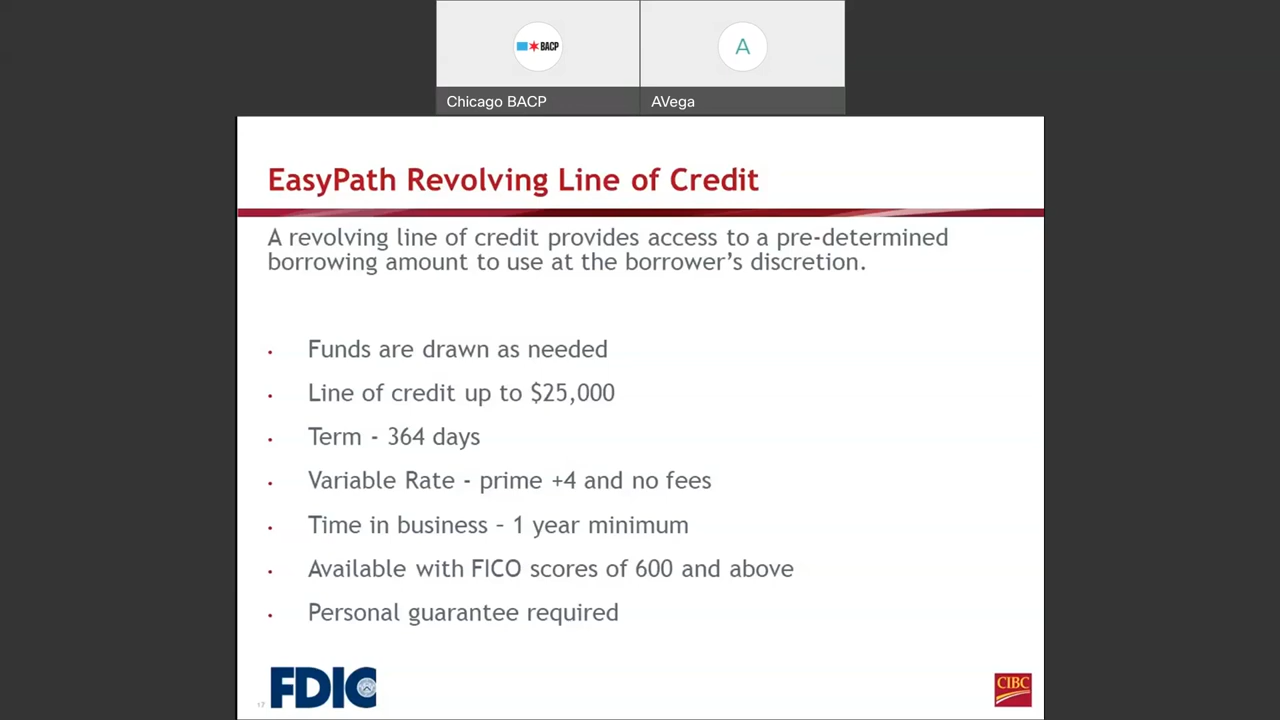 BACP
A
Chicago BACP
AVega
EasyPath Revolving Line of Credit
A revolving line of credit provides access to a pre-determined
borrowing amount to use at the borrower’s discretion.
• Funds are drawn as needed
• Line of credit up to $25,000
• Term - 364 days
• Variable Rate - prime +4 and no fees
• Time in business – 1 year minimum
• Available with FICO scores of 600 and above
• Personal guarantee required
17
FDIC
CIBC